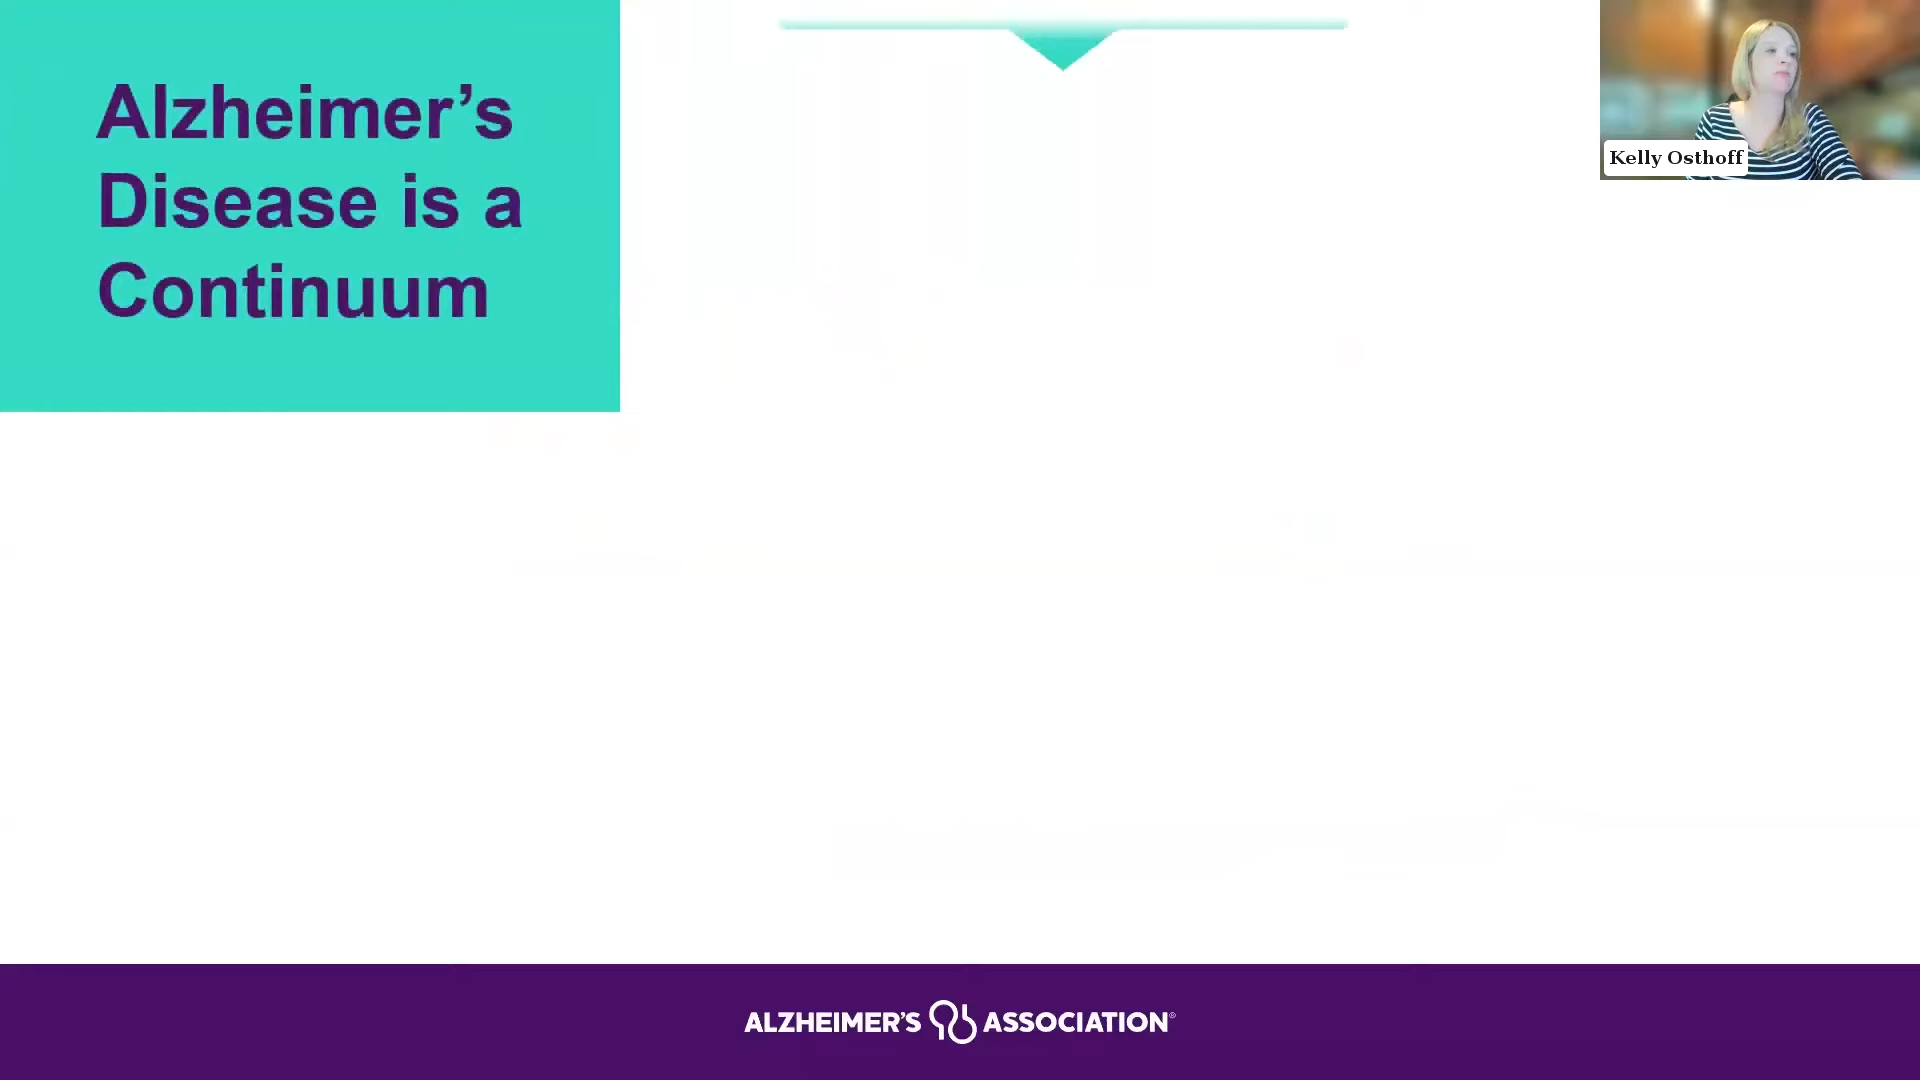 Alzheimer’s
Disease is a
Continuum
Kelly Osthoff
ALZHEIMER’S ASSOCIATION®